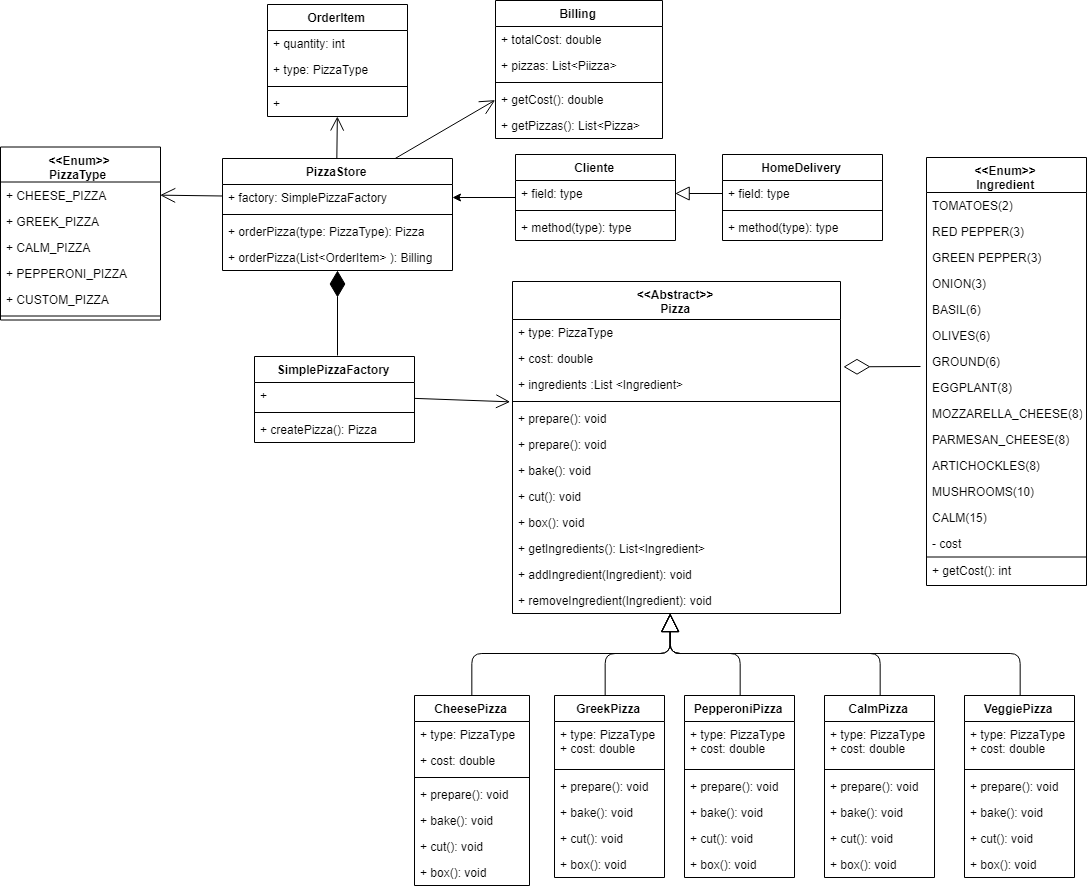 OrderItem
+ quantity: int
+ type: PizzaType
+
Billing
+ totalCost: double
+ pizzas: List<Piizza>
+ getCost(): double
+ getPizzas(): List<Pizza>
<<Enum>>
PizzaType
+ CHEESE_PIZZA
+ GREEK_PIZZA
+ CALM_PIZZA
+ PEPPERONI_PIZZA
+ CUSTOM_PIZZA
PizzaStore
+ factory: SimplePizzaFactory
+ orderPizza(type: PizzaType): Pizza
+ orderPizza(List<OrderItem> ): Billing
Cliente
+ field: type
+ method(type): type
HomeDelivery
+ field: type
+ method(type): type
<<Enum>>
Ingredient
TOMATOES(2)
RED PEPPER(3)
GREEN PEPPER(3)
ONION(3)
BASIL(6)
OLIVES(6)
GROUND(6)
EGGPLANT(8)
MOZZARELLA_CHEESE(8)
PARMESAN_CHEESE(8)
ARTICHOCKLES(8)
MUSHROOMS(10)
CALM(15)
- cost
+ getCost(): int
SimplePizzaFactory
+
+ createPizza(): Pizza
<<Abstract>>
Pizza
+ type: PizzaType
+ cost: double
+ ingredients :List <Ingredient>
+ prepare(): void
+ prepare(): void
+ bake(): void
+ cut(): void
+ box(): void
+ getIngredients(): List<Ingredient>
+ addIngredient(Ingredient): void
+ removeIngredient(Ingredient): void
CheesePizza
+ type: PizzaType
+ cost: double
+ prepare(): void
+ bake(): void
+ cut(): void
+ box(): void
GreekPizza
+ type: PizzaType
+ cost: double
+ prepare(): void
+ bake(): void
+ cut(): void
+ box(): void
PepperoniPizza
+ type: PizzaType
+ cost: double
+ prepare(): void
+ bake(): void
+ cut(): void
+ box(): void
CalmPizza
+ type: PizzaType
+ cost: double
+ prepare(): void
+ bake(): void
+ cut(): void
+ box(): void
VeggiePizza
+ type: PizzaType
+ cost: double
+ prepare(): void
+ bake(): void
+ cut(): void
+ box(): void